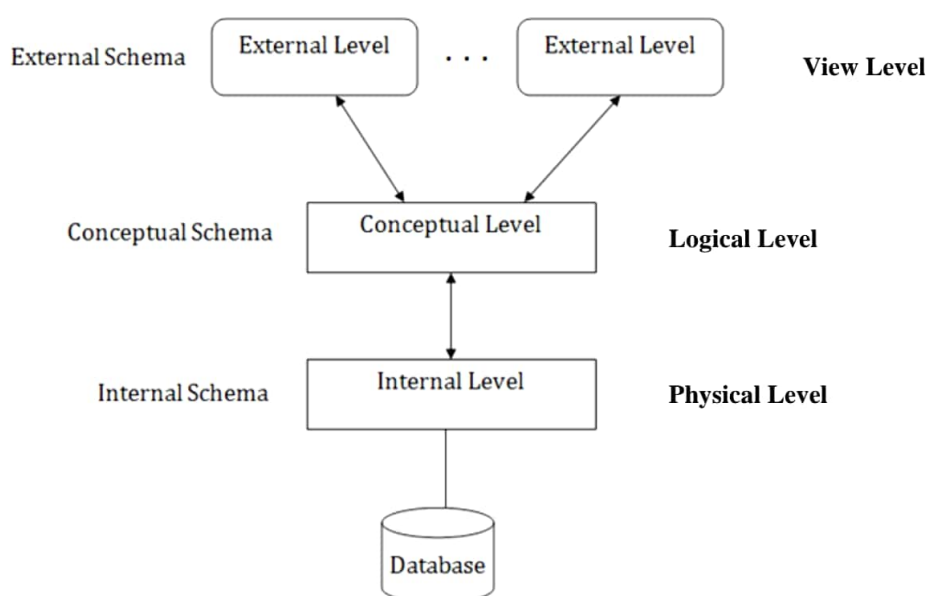 External Schema
External Level
. . .
External Level
View Level
Conceptual Schema
Conceptual Level
Logical Level
Internal Schema
Internal Level
Physical Level
Database